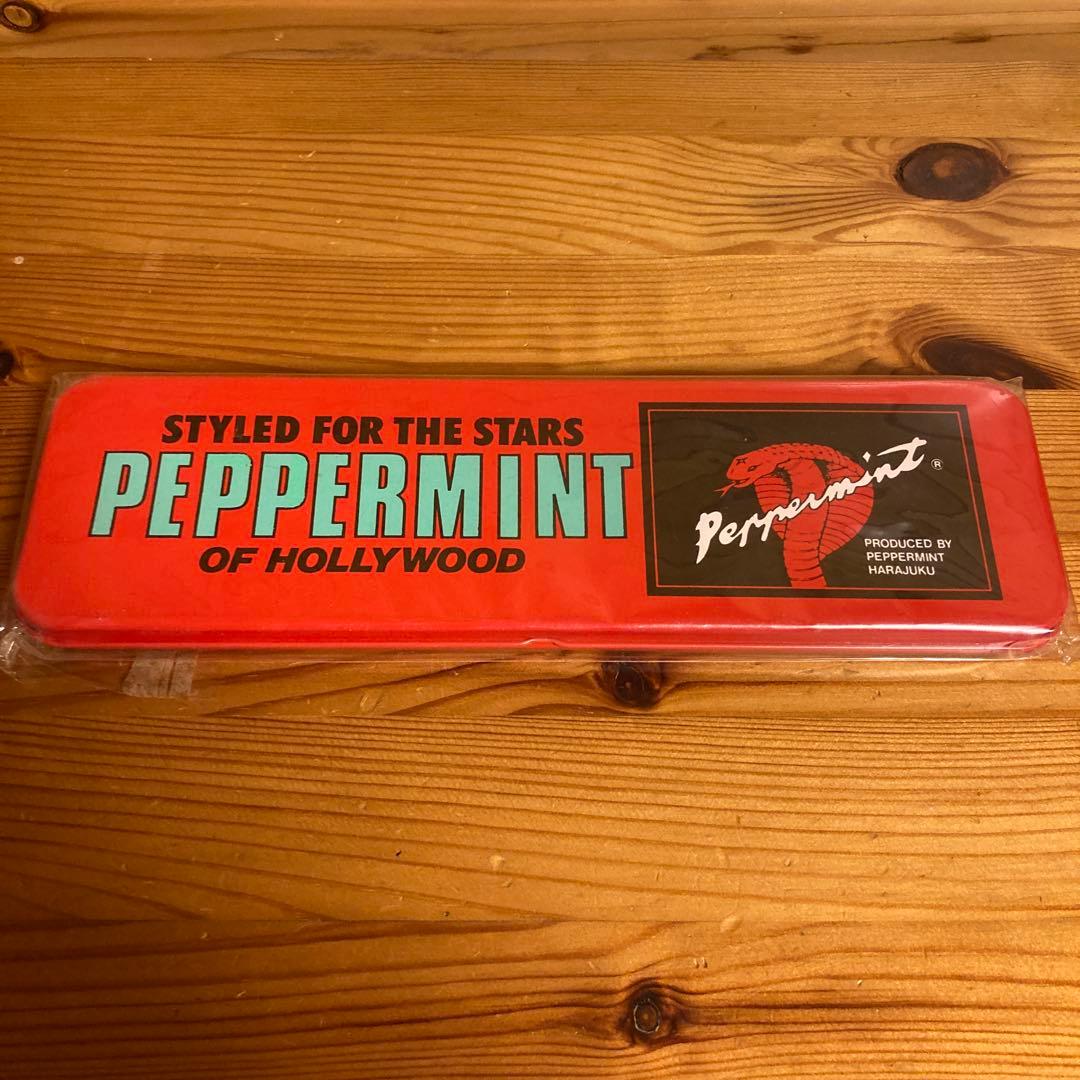 STYLED FOR THE STARS
PEPPERMINT
OF HOLLYWOOD
Peppermint ®
PRODUCED BY
PEPPERMINT
HARAJUKU